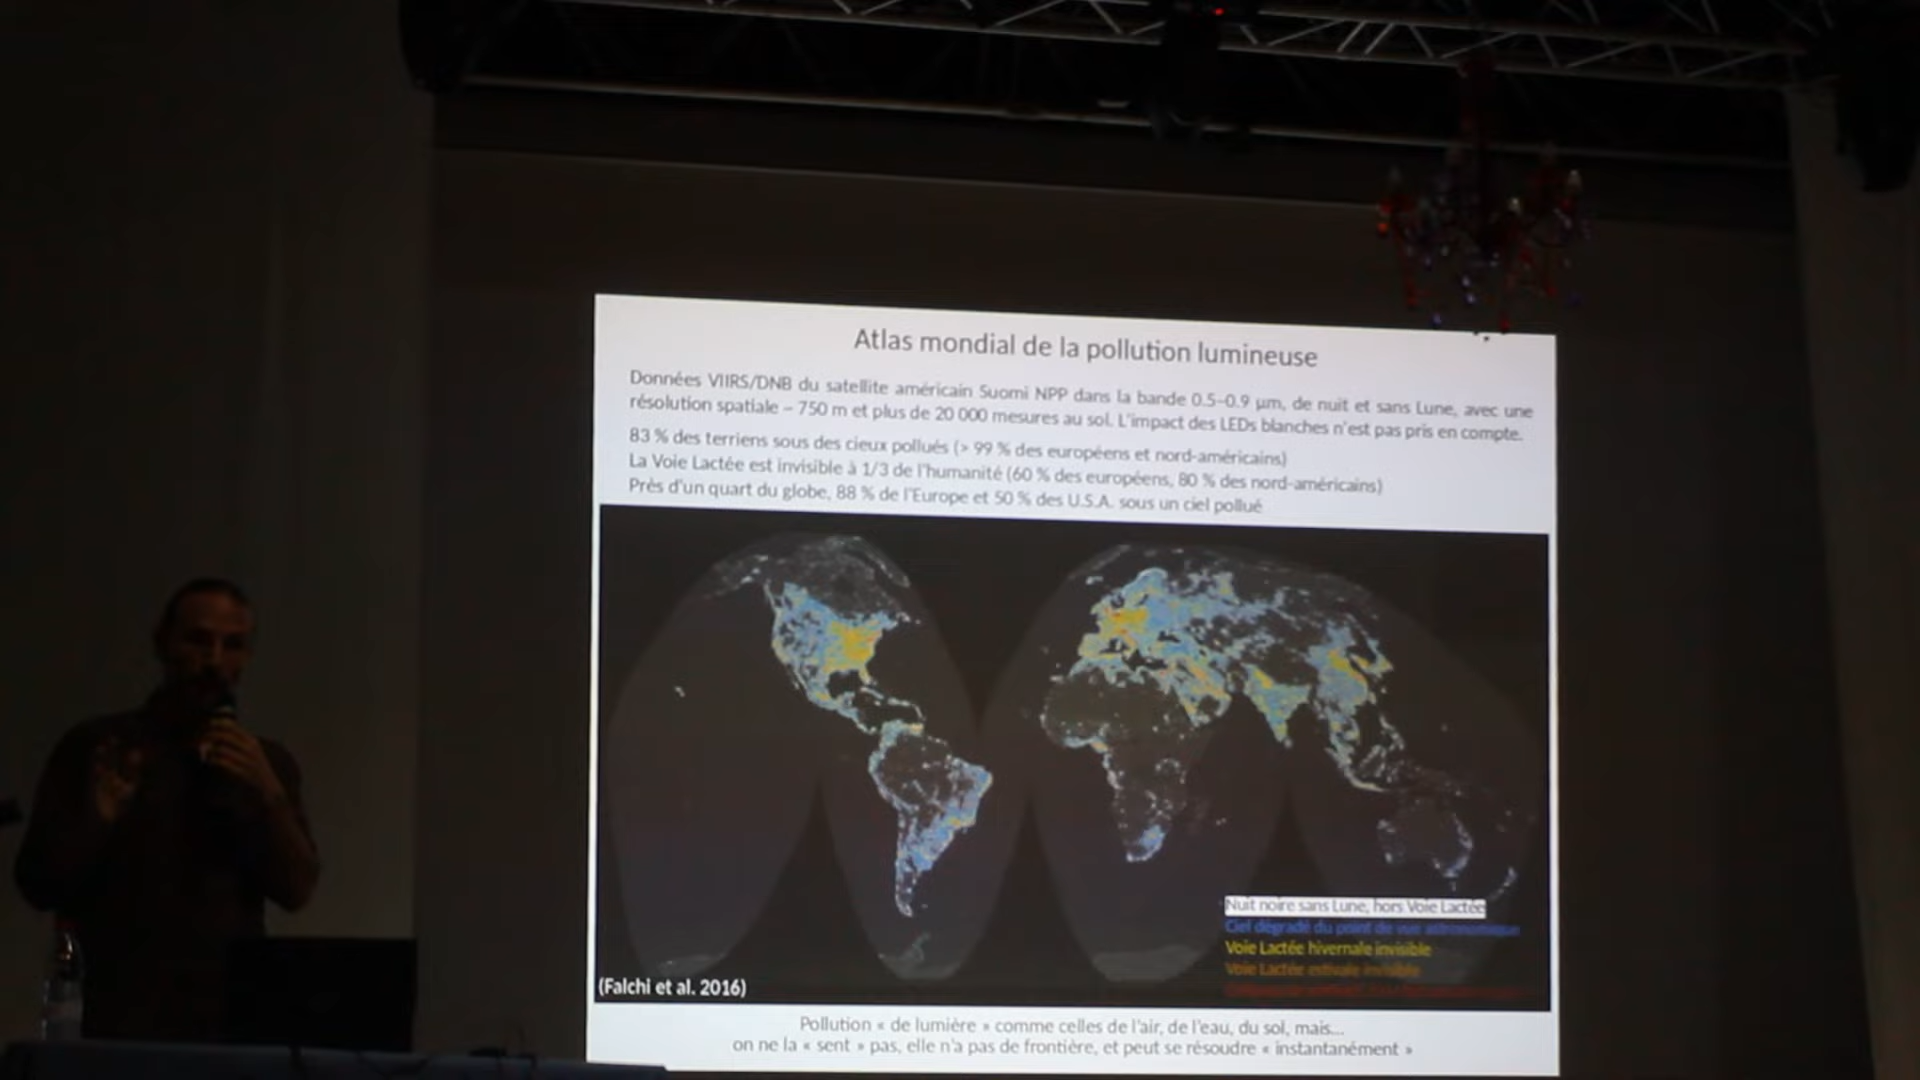 Atlas mondial de la pollution lumineuse
Données VIIRS/DNB du satellite américain Suomi NPP dans la bande 0.5–0.9 µm, de nuit et sans Lune, avec une
résolution spatiale ~ 750 m et plus de 20 000 mesures au sol. L'impact des LEDs blanches n'est pas pris en compte.
83 % des terriens sous des cieux pollués (> 99 % des européens et nord-américains)
La Voie Lactée est invisible à 1/3 de l'humanité (60 % des européens, 80 % des nord-américains)
Près d'un quart du globe, 88 % de l'Europe et 50 % des U.S.A. sous un ciel pollué
Nuit noire sans Lune, hors Voie Lactée
Ciel dégradé du point de vue astronomique
Voie Lactée hivernale invisible
Voie Lactée estivale invisible
(Falchi et al. 2016)
Pollution « de lumière » comme celles de l'air, de l'eau, du sol, mais...
on ne la « sent » pas, elle n'a pas de frontière, et peut se résoudre « instantanément »